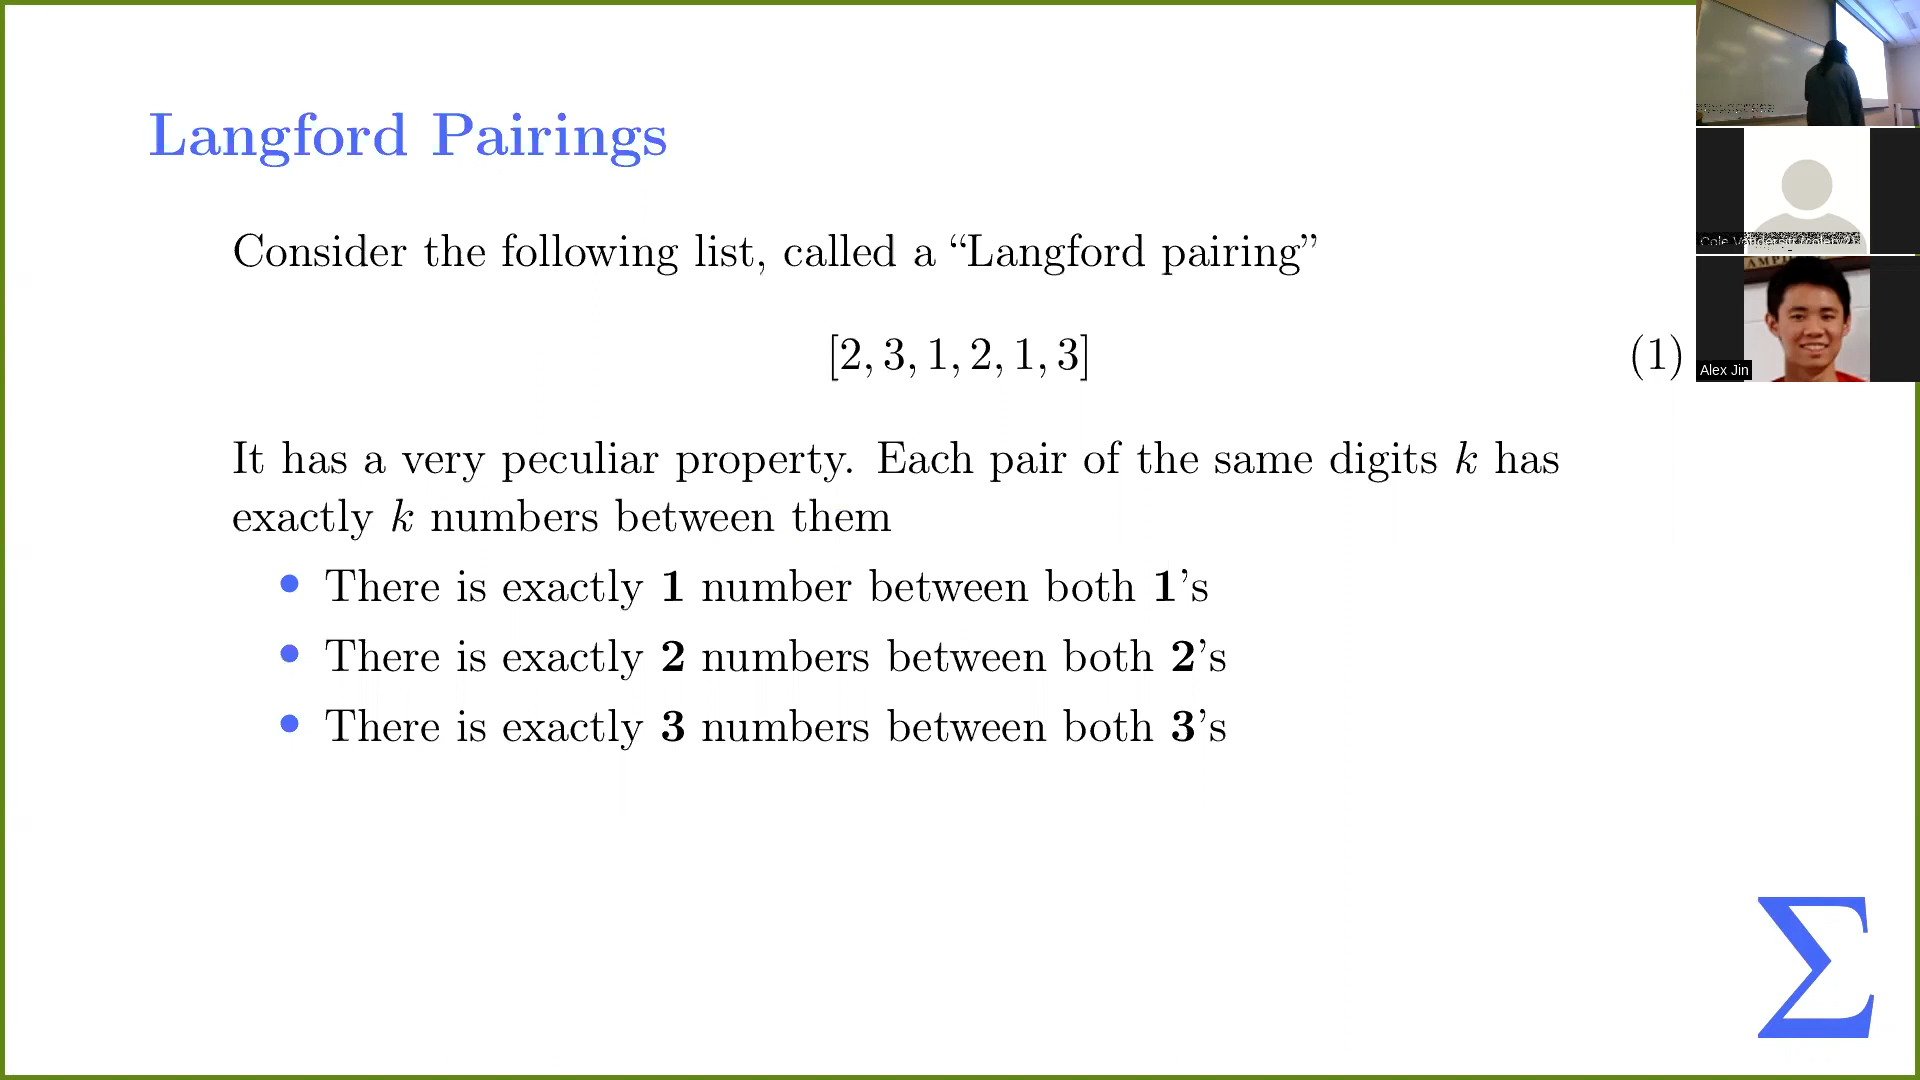 Langford Pairings
Consider the following list, called a “Langford pairing”
[2, 3, 1, 2, 1, 3] (1)
It has a very peculiar property. Each pair of the same digits k has
exactly k numbers between them
• There is exactly 1 number between both 1’s
• There is exactly 2 numbers between both 2’s
• There is exactly 3 numbers between both 3’s
Σ
Cole
Alex Jin